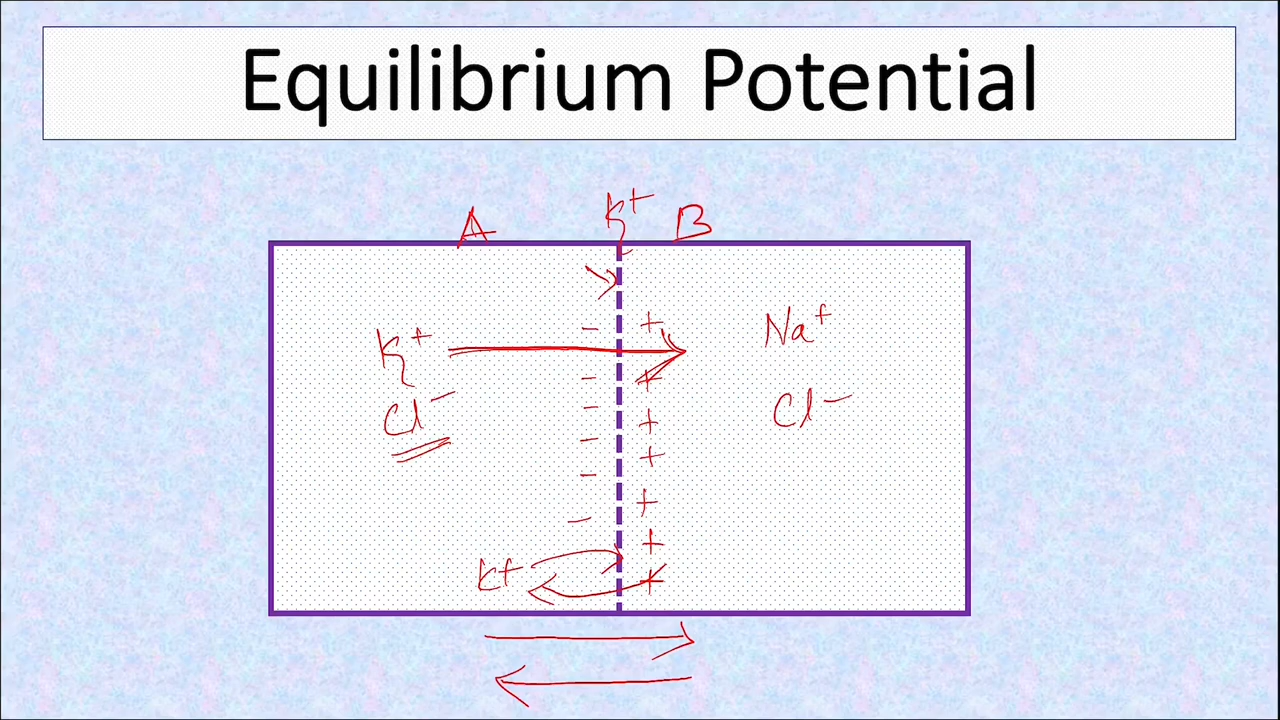 Equilibrium Potential
A K+ B
- +
K+ Na+
- +
Cl- Cl-
- +
- +
- +
- +
- +
K+ +